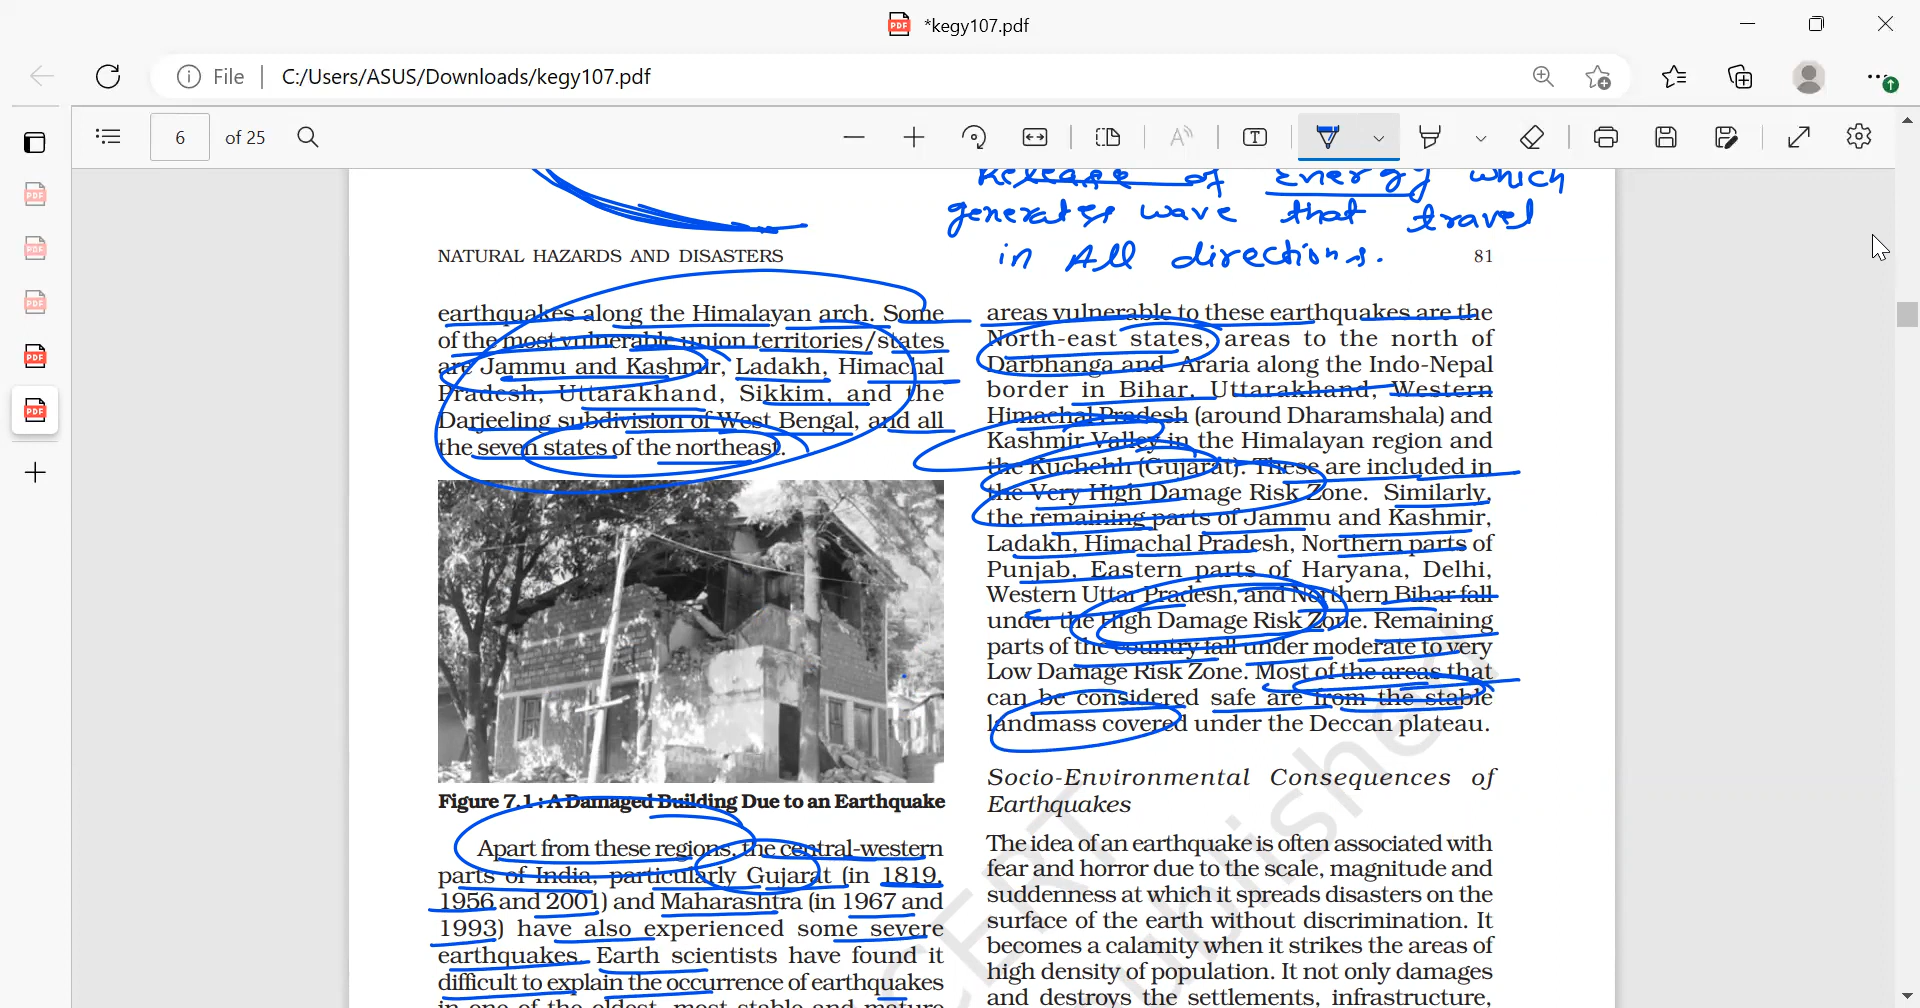 *kegy107.pdf
File
C:/Users/ASUS/Downloads/kegy107.pdf
6 of 25
Release of Energy which
generates wave that travel
in All directions.
NATURAL HAZARDS AND DISASTERS
81
earthquakes along the Himalayan arch. Some
of the most vulnerable union territories/states
are Jammu and Kashmir, Ladakh, Himachal
Pradesh, Uttarakhand, Sikkim, and the
Darjeeling subdivision of West Bengal, and all
the seven states of the northeast.
Figure 7.1 : A Damaged Building Due to an Earthquake
Apart from these regions, the central-western
parts of India, particularly Gujarat (in 1819,
1956 and 2001) and Maharashtra (in 1967 and
1993) have also experienced some severe
earthquakes. Earth scientists have found it
difficult to explain the occurrence of earthquakes
in one of the oldest, most stable and mature
areas vulnerable to these earthquakes are the
North-east states, areas to the north of
Darbhanga and Araria along the Indo-Nepal
border in Bihar, Uttarakhand, Western
Himachal Pradesh (around Dharamshala) and
Kashmir Valley in the Himalayan region and
the Kuchehh (Gujarat). These are included in
the Very High Damage Risk Zone. Similarly,
the remaining parts of Jammu and Kashmir,
Ladakh, Himachal Pradesh, Northern parts of
Punjab, Eastern parts of Haryana, Delhi,
Western Uttar Pradesh, and Northern Bihar fall
under the High Damage Risk Zone. Remaining
parts of the country fall under moderate to very
Low Damage Risk Zone. Most of the areas that
can be considered safe are from the stable
landmass covered under the Deccan plateau.
Socio-Environmental Consequences of
Earthquakes
The idea of an earthquake is often associated with
fear and horror due to the scale, magnitude and
suddenness at which it spreads disasters on the
surface of the earth without discrimination. It
becomes a calamity when it strikes the areas of
high density of population. It not only damages
and destroys the settlements, infrastructure,